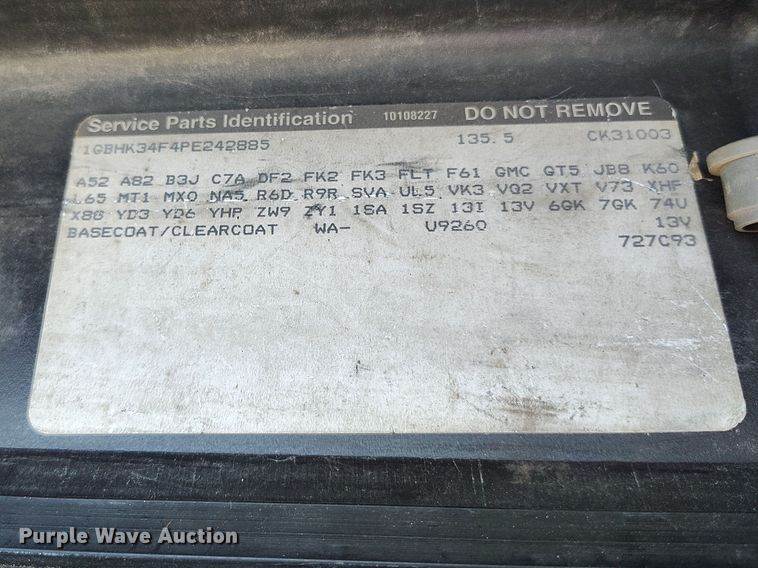 Service Parts Identification 10108227 DO NOT REMOVE
1GBHK34F4PE242885 135.5 CK31003
A52 A82 B3J C7A DF2 FK2 FK3 FLT F61 GMC GT5 JB8 K60
L65 MT1 MX0 NA5 R6D R9R SVA UL5 VK3 VQ2 VXT V73 XHF
X88 YD3 YD6 YHP ZW9 ZY1 1SA 1SZ 13I 13V 6GK 7GK 74U
BASECOAT/CLEARCOAT WA- U9260 13V
727C93
Purple Wave Auction